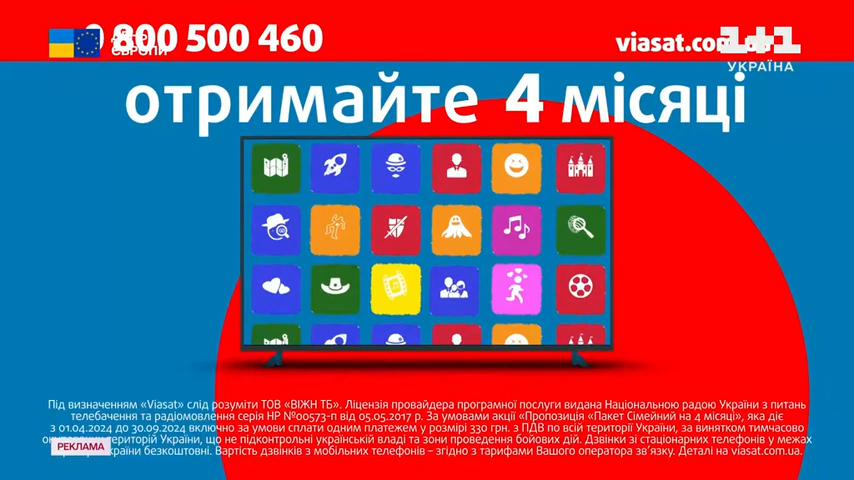 0 800 500 460
viasat.com.ua
1+1
УКРАЇНА
ЄВРОПИ
отримайте 4 місяці
Під визначенням «Viasat» слід розуміти ТОВ «ВІЖН ТБ». Ліцензія провайдера програмної послуги видана Національною радою України з питань
телебачення та радіомовлення серія НР №00573-п від 05.05.2017 р. За умовами акції «Пропозиція «Пакет Сімейний на 4 місяці», яка діє
з 01.04.2024 до 30.09.2024 включно за умови сплати одним платежем у розмірі 330 грн. з ПДВ по всій території України, за винятком тимчасово
територій України, що не підконтрольні українській владі та зони проведення бойових дій. Дзвінки зі стаціонарних телефонів у межах
України безкоштовні. Вартість дзвінків з мобільних телефонів – згідно з тарифами Вашого оператора зв’язку. Деталі на viasat.com.ua.
РЕКЛАМА